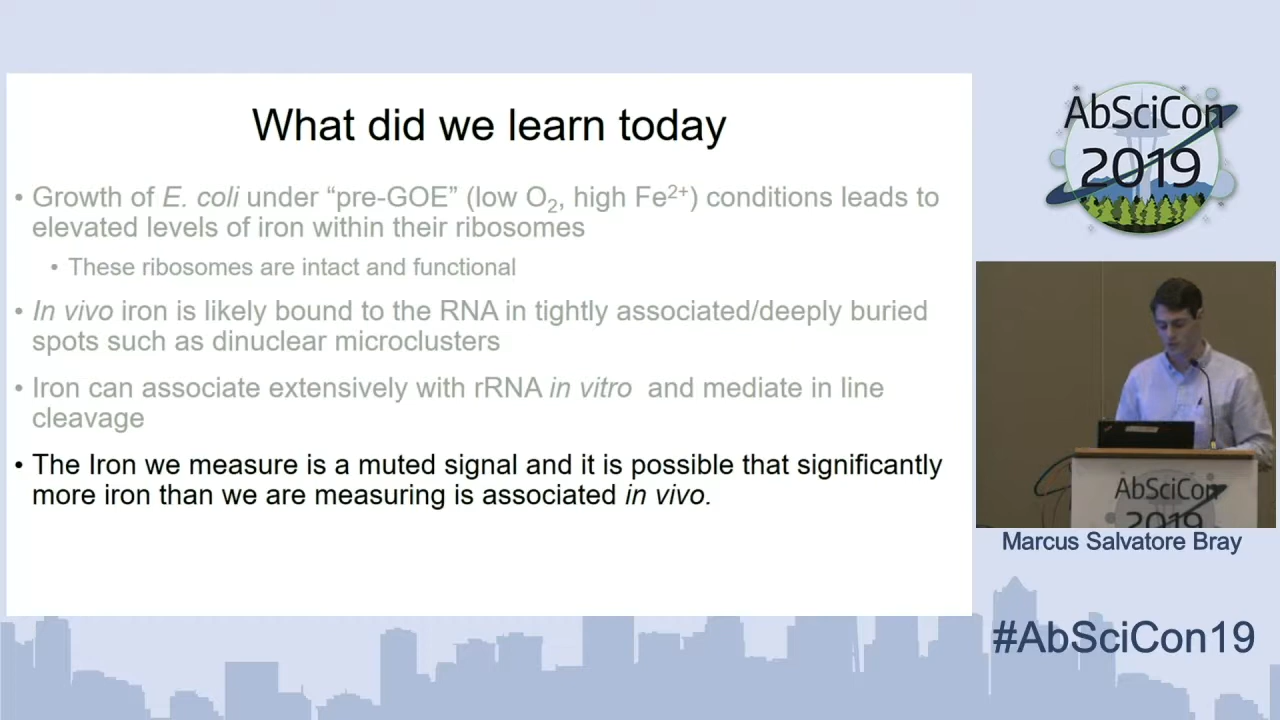 What did we learn today
• Growth of E. coli under “pre-GOE” (low O₂, high Fe²⁺) conditions leads to
elevated levels of iron within their ribosomes
• These ribosomes are intact and functional
• In vivo iron is likely bound to the RNA in tightly associated/deeply buried
spots such as dinuclear microclusters
• Iron can associate extensively with rRNA in vitro and mediate in line
cleavage
• The Iron we measure is a muted signal and it is possible that significantly
more iron than we are measuring is associated in vivo.
AbSciCon
2019
AbSciCon
2019
Marcus Salvatore Bray
#AbSciCon19